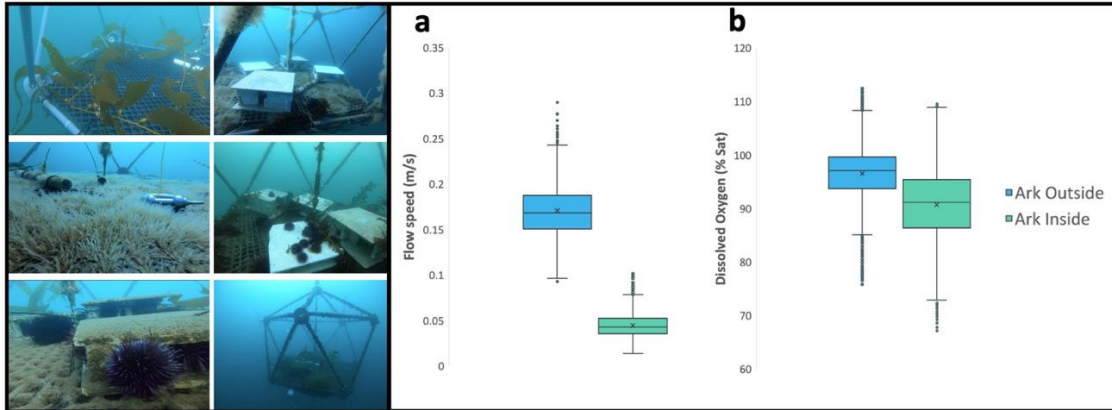 a
0.35
0.3
0.25
0.2
0.15
0.1
0.05
0
Flow speed (m/s)
b
120
110
100
90
80
70
60
Dissolved Oxygen (% Sat)
Ark Outside
Ark Inside